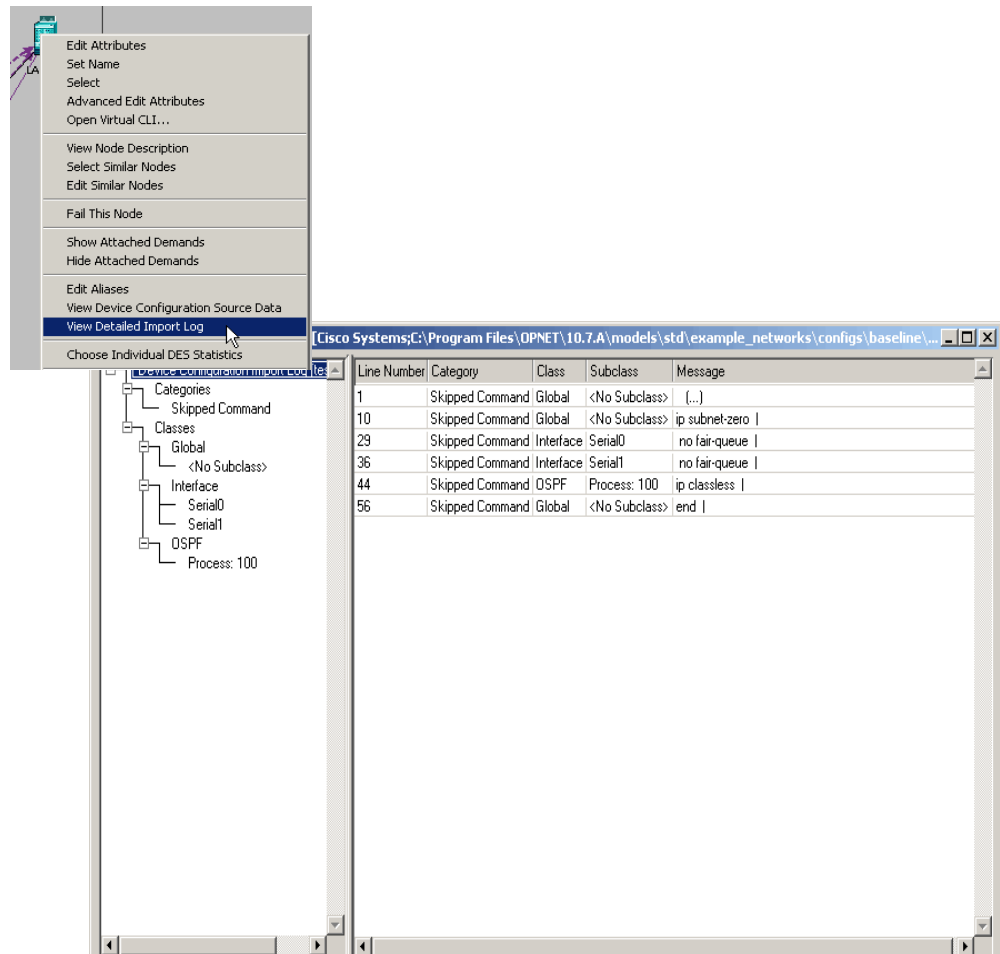 LA
Edit Attributes
Set Name
Select
Advanced Edit Attributes
Open Virtual CLI...
View Node Description
Select Similar Nodes
Edit Similar Nodes
Fail This Node
Show Attached Demands
Hide Attached Demands
Edit Aliases
View Device Configuration Source Data
View Detailed Import Log
Choose Individual DES Statistics
[Cisco Systems;C:\Program Files\OPNET\10.7.A\models\std\example_networks\configs\baseline\...
Device Configuration Import Log
Categories
Skipped Command
Classes
Global
<No Subclass>
Interface
Serial0
Serial1
OSPF
Process: 100
Line Number Category Class Subclass Message
1 Skipped Command Global <No Subclass> (...)
10 Skipped Command Global <No Subclass> ip subnet-zero |
29 Skipped Command Interface Serial0 no fair-queue |
36 Skipped Command Interface Serial1 no fair-queue |
44 Skipped Command OSPF Process: 100 ip classless |
56 Skipped Command Global <No Subclass> end |